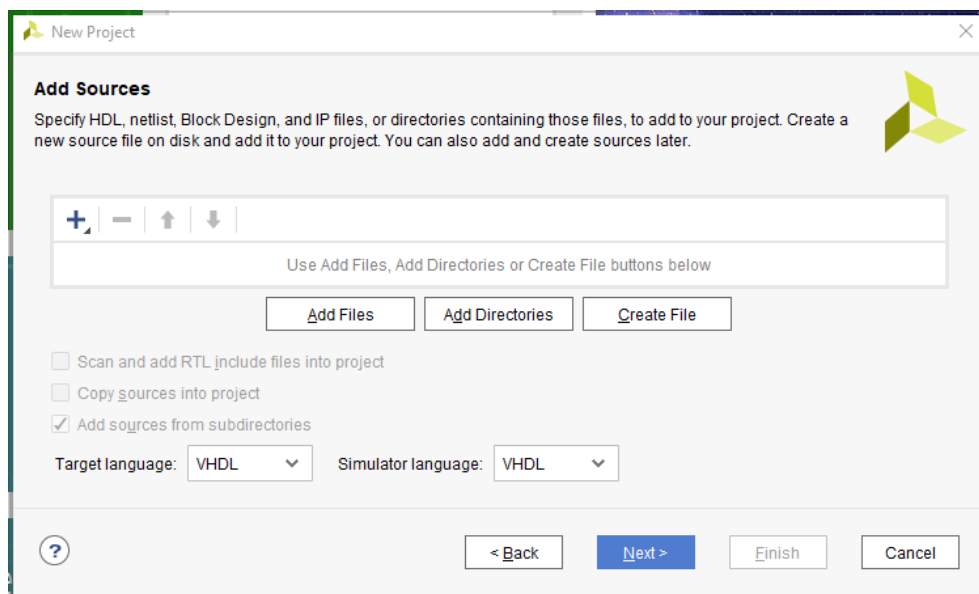 New Project
Add Sources
Specify HDL, netlist, Block Design, and IP files, or directories containing those files, to add to your project. Create a
new source file on disk and add it to your project. You can also add and create sources later.
Use Add Files, Add Directories or Create File buttons below
Add Files Add Directories Create File
Scan and add RTL include files into project
Copy sources into project
Add sources from subdirectories
Target language: VHDL Simulator language: VHDL
? < Back Next > Finish Cancel